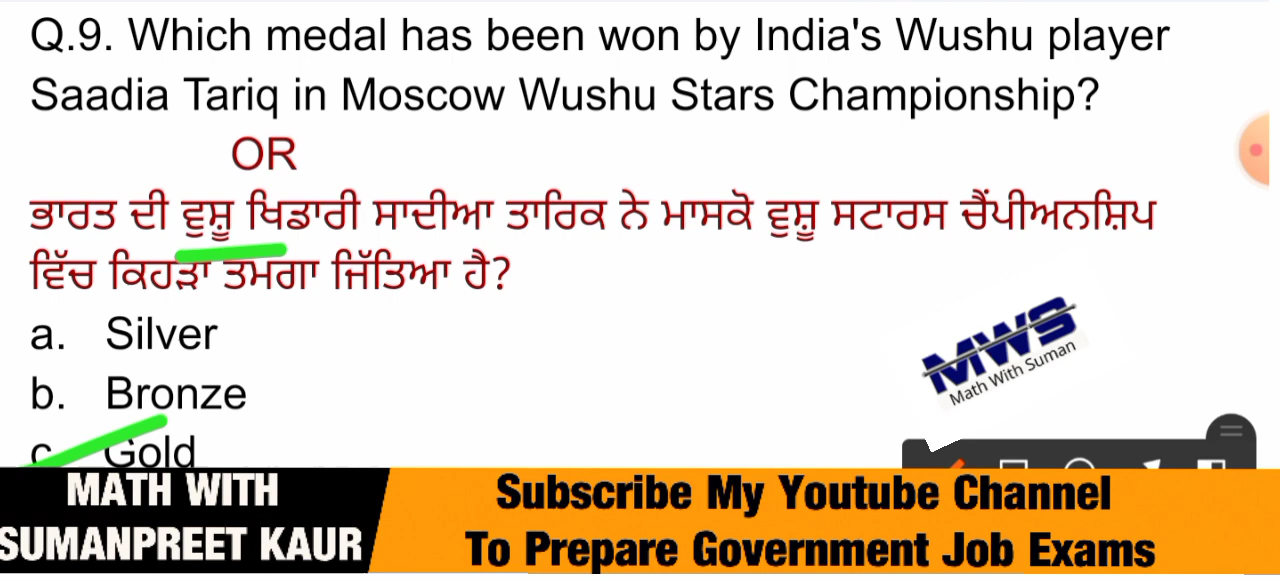 Q.9. Which medal has been won by India's Wushu player
Saadia Tariq in Moscow Wushu Stars Championship?
OR
ਭਾਰਤ ਦੀ ਵੁਸ਼ੂ ਖਿਡਾਰੀ ਸਾਦੀਆ ਤਾਰਿਕ ਨੇ ਮਾਸਕੋ ਵੁਸ਼ੂ ਸਟਾਰਸ ਚੈਂਪੀਅਨਸ਼ਿਪ
ਵਿੱਚ ਕਿਹੜਾ ਤਮਗਾ ਜਿੱਤਿਆ ਹੈ?
a. Silver
b. Bronze
c. Gold
MWS
Math With Suman
MATH WITH
SUMANPREET KAUR
Subscribe My Youtube Channel
To Prepare Government Job Exams